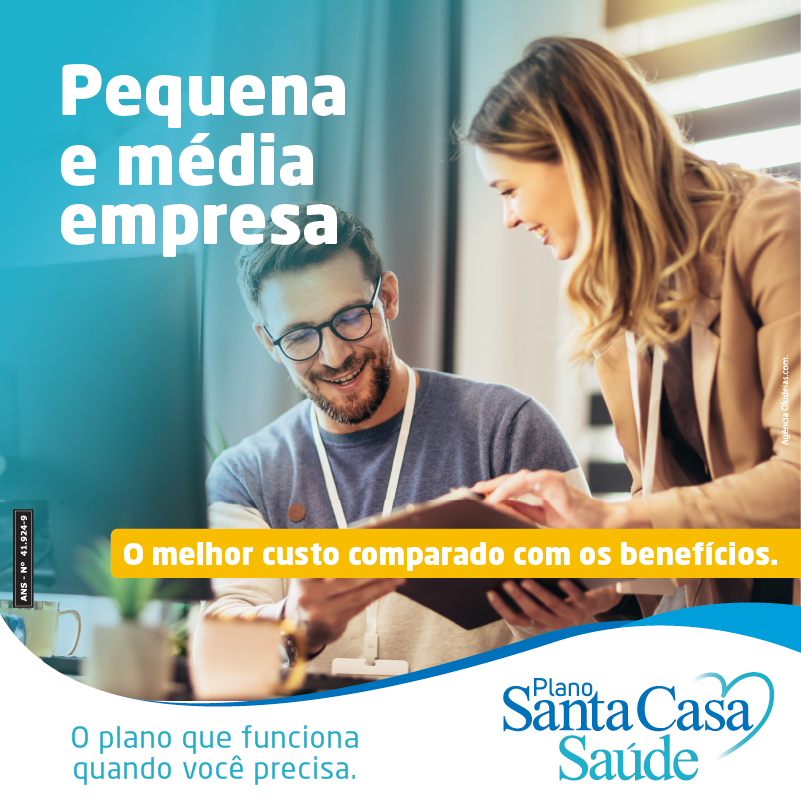 Pequena
e média
empresa
Agência Okideias.com.
ANS - Nº 41.924-9
O melhor custo comparado com os benefícios.
O plano que funciona
quando você precisa.
Plano
Santa Casa
Saúde